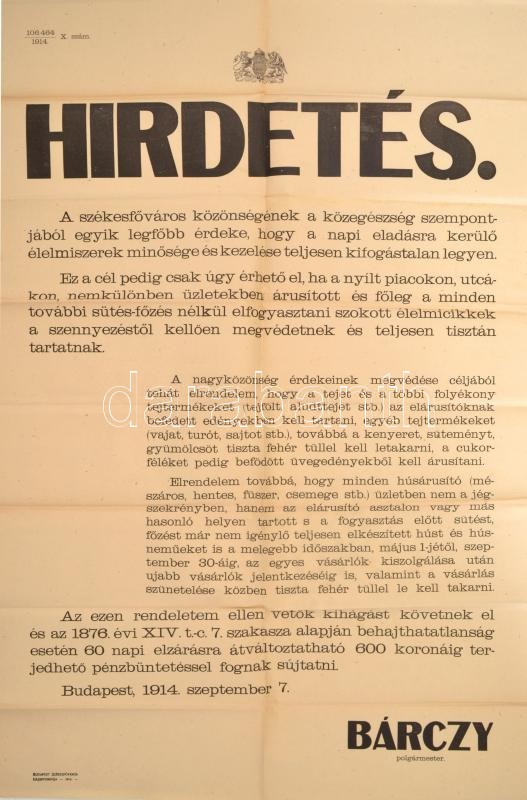 106464
1914. X. szám.
HIRDETÉS.
A székesfőváros közönségének a közegészség szempont-
jából egyik legfőbb érdeke, hogy a napi eladásra kerülő
élelmiszerek minősége és kezelése teljesen kifogástalan legyen.
Ez a cél pedig csak úgy érhető el, ha a nyílt piacokon, utcá-
kon, nemkülönben üzletekben árusított és főleg a minden
további sütés-főzés nélkül elfogyasztani szokott élelmicikkek
a szennyezéstől kellően megvédetnek és teljesen tisztán
tartatnak.
A nagyközönség érdekeinek megvédése céljából
tehát elrendelem, hogy a tejet és a többi folyékony
tejtermékeket (tejfölt aludttejet stb.) az elárusítóknak
befedett edényekben kell tartani, egyéb tejtermékeket
(vajat, turót, sajtot stb.), továbbá a kenyeret, süteményt,
gyümölcsöt tiszta fehér tüllel kell letakarni, a cukor-
féléket pedig befödött üvegedényekből kell árusítani.
Elrendelem továbbá, hogy minden húsárusító (mé-
száros, hentes, fűszer, csemege stb.) üzletben nem a jég-
szekrényben, hanem az elárusító asztalon vagy más
hasonló helyen tartott s a fogyasztás előtt sütést,
főzést már nem igénylő teljesen elkészített húst és hús-
neműeket is a melegebb időszakban, május 1-jétől, szep-
tember 30-áig, az egyes vásárlók kiszolgálása után
ujabb vásárlók jelentkezéséig is, valamint a vásárlás
szünetelése közben tiszta fehér tüllel le kell takarni.
Az ezen rendeletem ellen vétők kihágást követnek el
és az 1876. évi XIV. t.-c. 7. szakasza alapján behajthatatlanság
esetén 60 napi elzárásra átváltoztatható 600 koronáig ter-
jedhető pénzbüntetéssel fognak sújtatni.
Budapest, 1914. szeptember 7.
BÁRCZY
polgármester.
darabanth